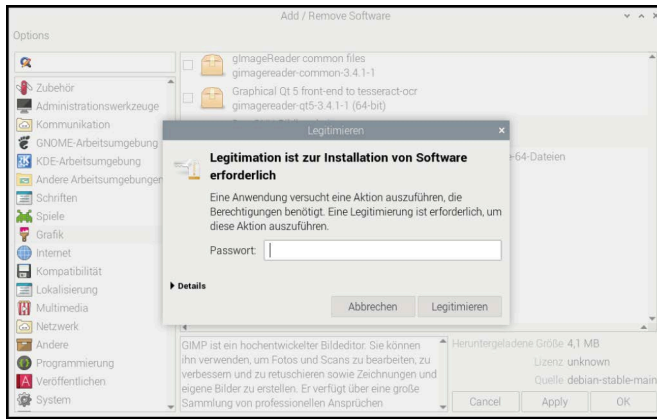 Add / Remove Software
Options
Zubehör
Administrationswerkzeuge
Kommunikation
GNOME-Arbeitsumgebung
KDE-Arbeitsumgebung
Andere Arbeitsumgebungen
Schriften
Spiele
Grafik
Internet
Kompatibilität
Lokalisierung
Multimedia
Netzwerk
Andere
Programmierung
Veröffentlichen
System
gImageReader common files
gimagereader-common-3.4.1-1
Graphical Qt 5 front-end to tesseract-ocr
gimagereader-qt5-3.4.1-1 (64-bit)
64-Dateien
Legitimieren
Legitimation ist zur Installation von Software
erforderlich
Eine Anwendung versucht eine Aktion auszuführen, die
Berechtigungen benötigt. Eine Legitimierung ist erforderlich, um
diese Aktion auszuführen.
Passwort:
Details
Abbrechen
Legitimieren
GIMP ist ein hochentwickelter Bildeditor. Sie können
ihn verwenden, um Fotos und Scans zu bearbeiten, zu
verbessern und zu retuschieren sowie Zeichnungen und
eigene Bilder zu erstellen. Er verfügt über eine große
Sammlung von professionellen Ansprüchen
Heruntergeladene Größe 4,1 MB
Lizenz unknown
Quelle debian-stable-main
Cancel
Apply
OK